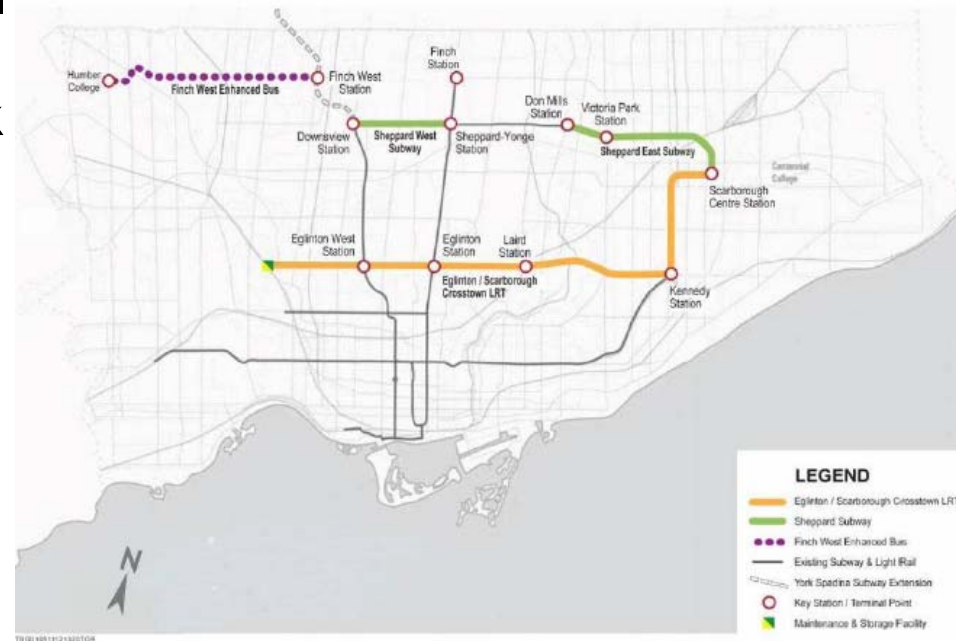 Finch
Station
Humber
College
Finch West Enhanced Bus
Finch West
Station
Don Mills
Station
Victoria Park
Station
Downsview
Station
Sheppard West
Subway
Sheppard-Yonge
Station
Sheppard East Subway
Centennial
College
Scarborough
Centre Station
Eglinton West
Station
Eglinton
Station
Laird
Station
Eglinton / Scarborough
Crosstown LRT
Kennedy
Station
N
LEGEND
Eglinton / Scarborough Crosstown LRT
Sheppard Subway
Finch West Enhanced Bus
Existing Subway & Light Rail
York Spadina Subway Extension
Key Station / Terminal Point
Maintenance & Storage Facility